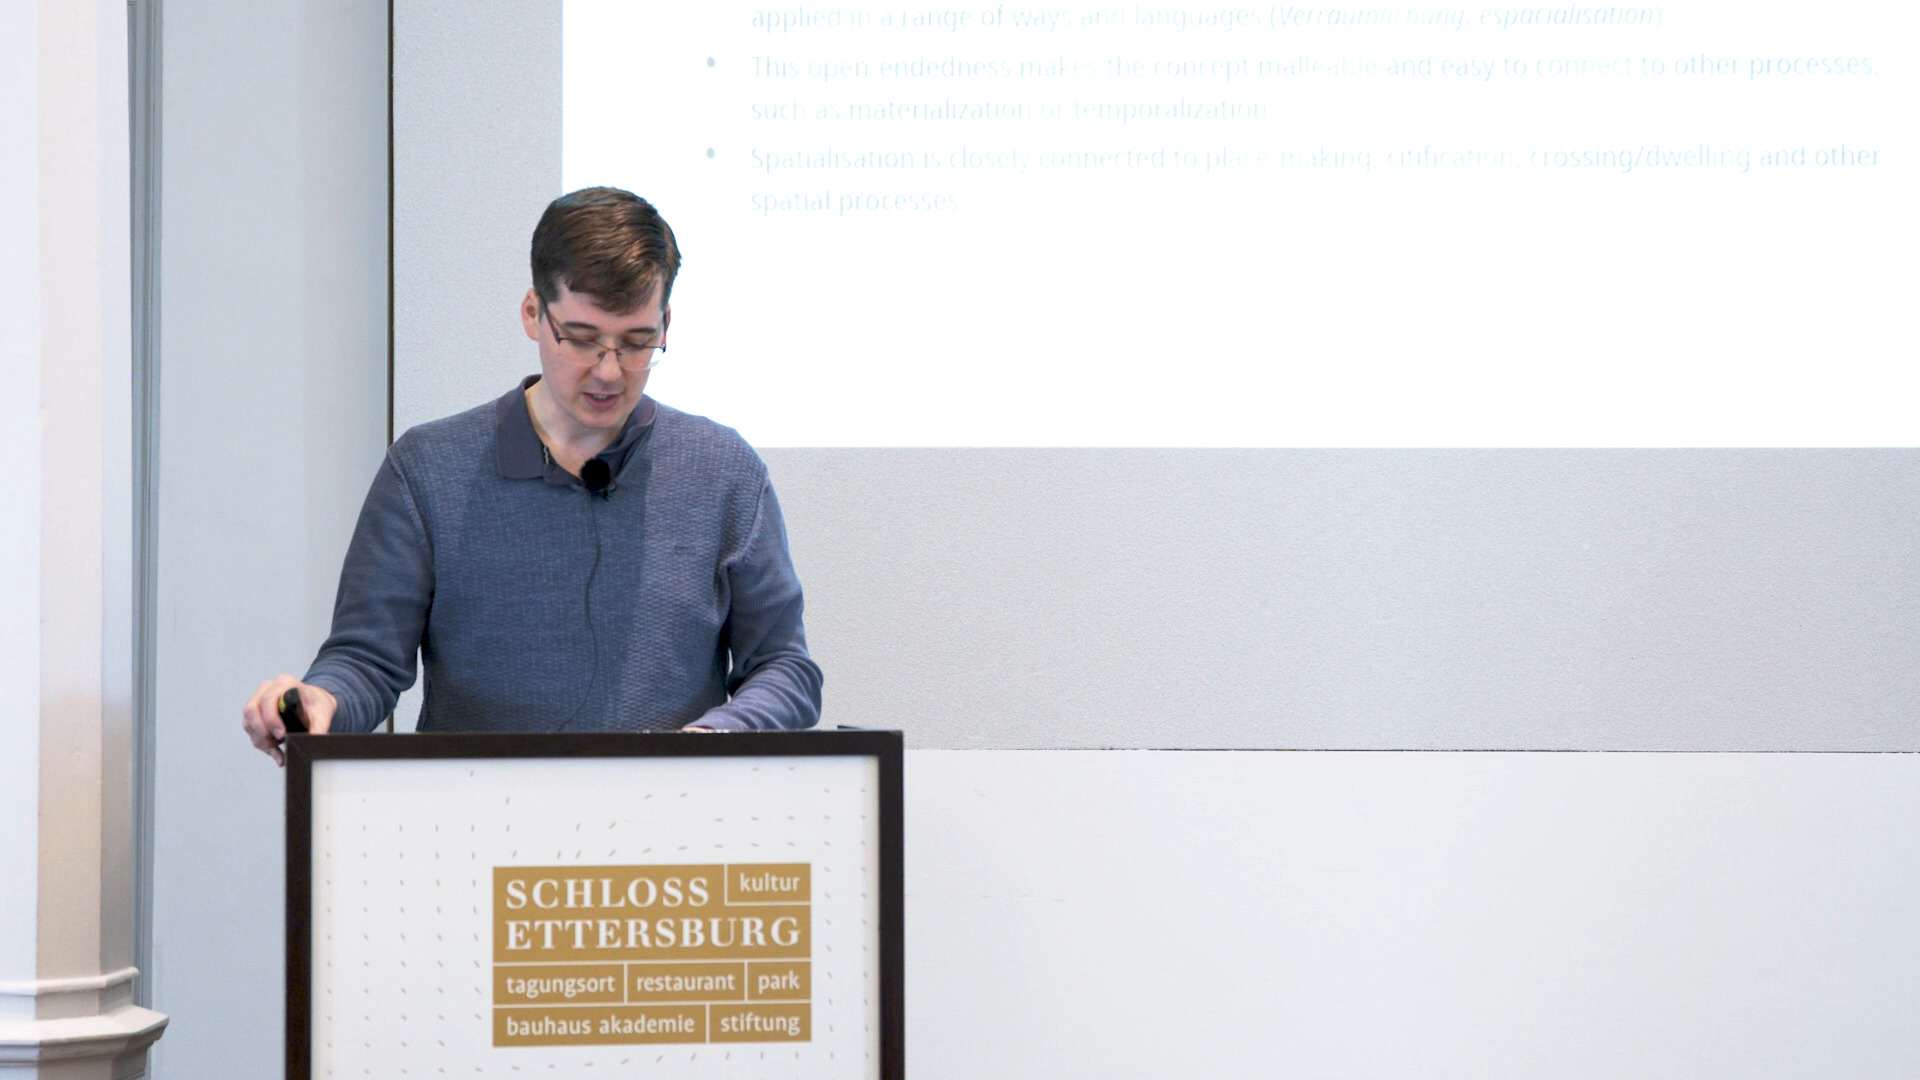 applied in a range of ways and languages (Verräumlichung, espacialisation)
• This open endedness makes the concept malleable and easy to connect to other processes,
such as materialization or temporalization
• Spatialisation is closely connected to place making, citification, crossing/dwelling and other
spatial processes
SCHLOSS kultur
ETTERSBURG
tagungsort restaurant park
bauhaus akademie stiftung